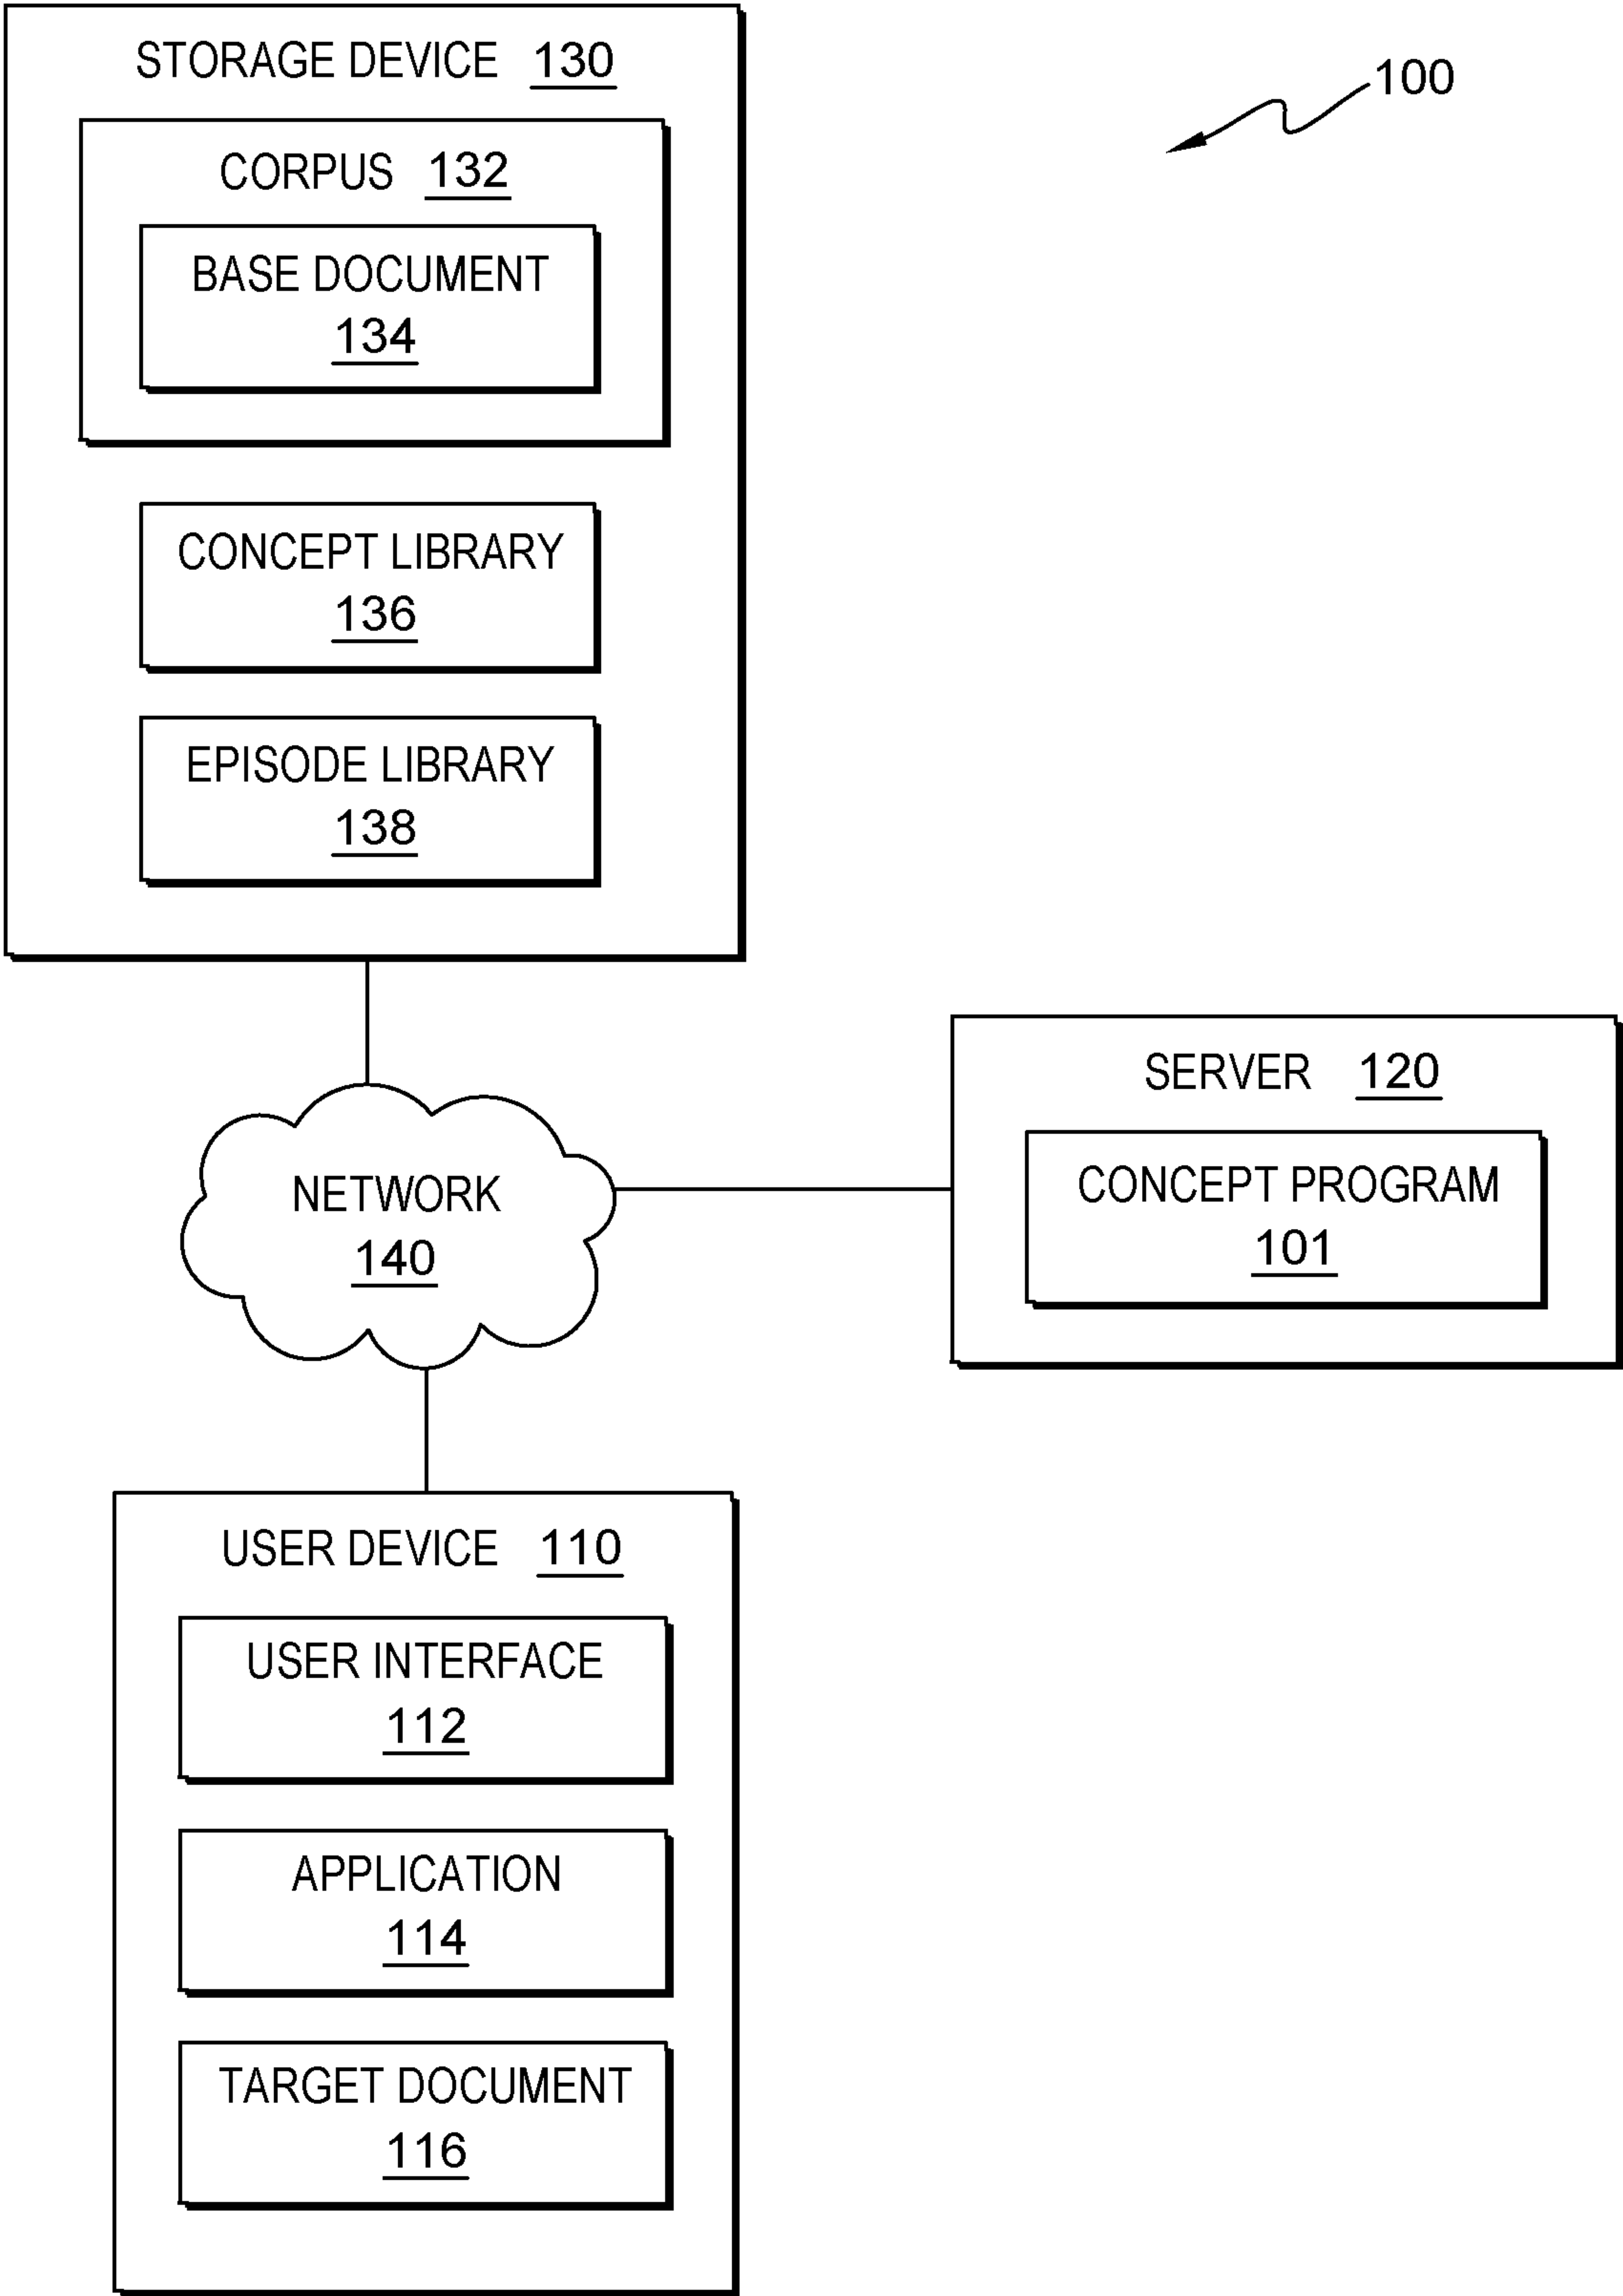 STORAGE DEVICE 130
100
CORPUS 132
BASE DOCUMENT
134
CONCEPT LIBRARY
136
EPISODE LIBRARY
138
SERVER 120
CONCEPT PROGRAM
101
NETWORK
140
USER DEVICE 110
USER INTERFACE
112
APPLICATION
114
TARGET DOCUMENT
116